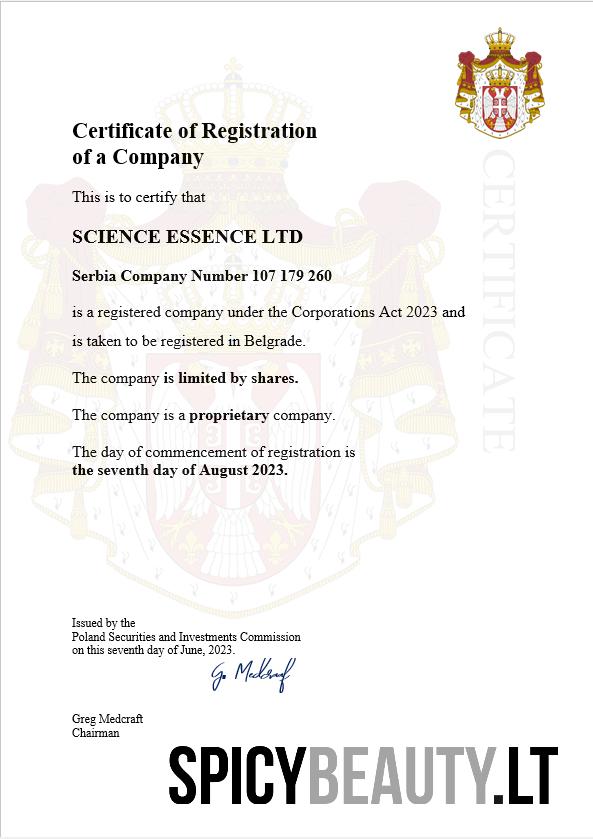 Certificate of Registration
of a Company
This is to certify that
SCIENCE ESSENCE LTD
Serbia Company Number 107 179 260
is a registered company under the Corporations Act 2023 and
is taken to be registered in Belgrade.
The company is limited by shares.
The company is a proprietary company.
The day of commencement of registration is
the seventh day of August 2023.
CERTIFICATE
Issued by the
Poland Securities and Investments Commission
on this seventh day of June, 2023.
G. Medcraf
Greg Medcraft
Chairman
SPICYBEAUTY.LT